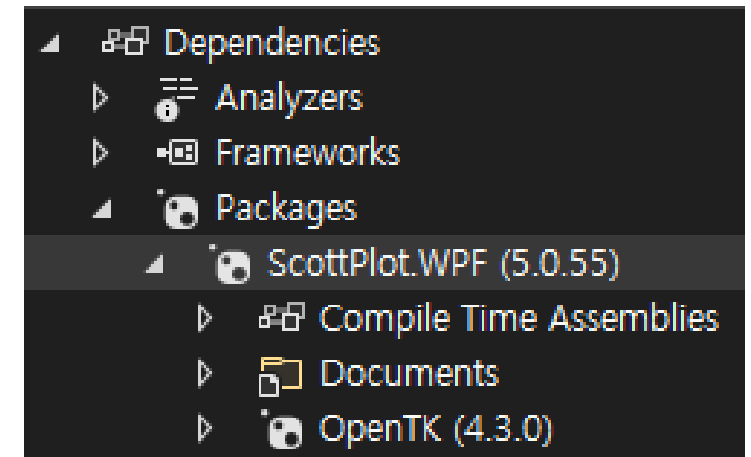 Dependencies
Analyzers
Frameworks
Packages
ScottPlot.WPF (5.0.55)
Compile Time Assemblies
Documents
OpenTK (4.3.0)